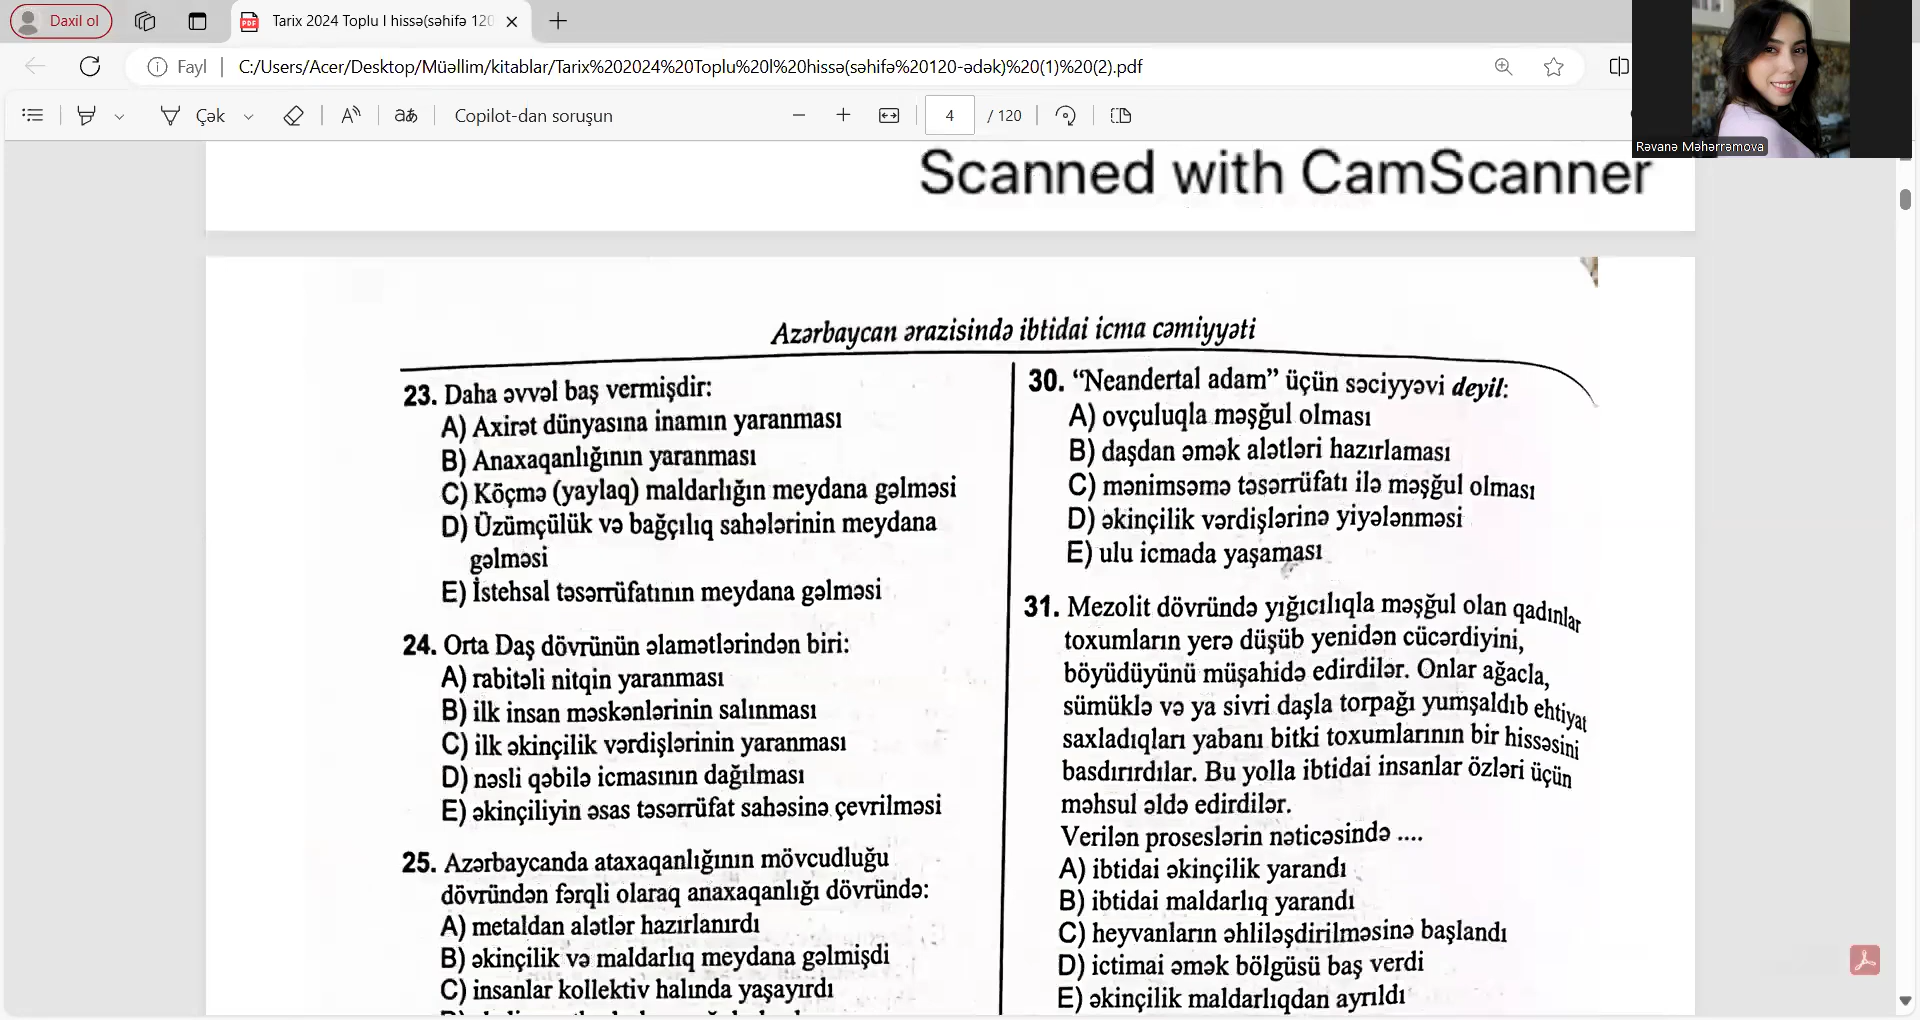 Daxil ol
Tarix 2024 Toplu I hissə(səhifə 120
Fayl
C:/Users/Acer/Desktop/Müəllim/kitablar/Tarix%202024%20Toplu%20I%20hissə(səhifə%20120-ədək)%20(1)%20(2).pdf
Çək
Copilot-dan soruşun
4 / 120
Rəvanə Məhərrəmova
Scanned with CamScanner
Azərbaycan ərazisində ibtidai icma cəmiyyəti
23. Daha əvvəl baş vermişdir:
A) Axirət dünyasına inamın yaranması
B) Anaxaqanlığının yaranması
C) Köçmə (yaylaq) maldarlığın meydana gəlməsi
D) Üzümçülük və bağçılıq sahələrinin meydana
gəlməsi
E) İstehsal təsərrüfatının meydana gəlməsi
24. Orta Daş dövrünün əlamətlərindən biri:
A) rabitəli nitqin yaranması
B) ilk insan məskənlərinin salınması
C) ilk əkinçilik vərdişlərinin yaranması
D) nəsli qəbilə icmasının dağılması
E) əkinçiliyin əsas təsərrüfat sahəsinə çevrilməsi
25. Azərbaycanda ataxaqanlığının mövcudluğu
dövründən fərqli olaraq anaxaqanlığı dövründə:
A) metaldan alətlər hazırlanırdı
B) əkinçilik və maldarlıq meydana gəlmişdi
C) insanlar kollektiv halında yaşayırdı
30. “Neandertal adam” üçün səciyyəvi deyil:
A) ovçuluqla məşğul olması
B) daşdan əmək alətləri hazırlaması
C) mənimsəmə təsərrüfatı ilə məşğul olması
D) əkinçilik vərdişlərinə yiyələnməsi
E) ulu icmada yaşaması
31. Mezolit dövründə yığıcılıqla məşğul olan qadınlar
toxumların yerə düşüb yenidən cücərdiyini,
böyüdüyünü müşahidə edirdilər. Onlar ağacla,
sümüklə və ya sivri daşla torpağı yumşaldıb ehtiyat
saxladıqları yabanı bitki toxumlarının bir hissəsini
basdırırdılar. Bu yolla ibtidai insanlar özləri üçün
məhsul əldə edirdilər.
Verilən proseslərin nəticəsində ....
A) ibtidai əkinçilik yarandı
B) ibtidai maldarlıq yarandı
C) heyvanların əhliləşdirilməsinə başlandı
D) ictimai əmək bölgüsü baş verdi
E) əkinçilik maldarlıqdan ayrıldı